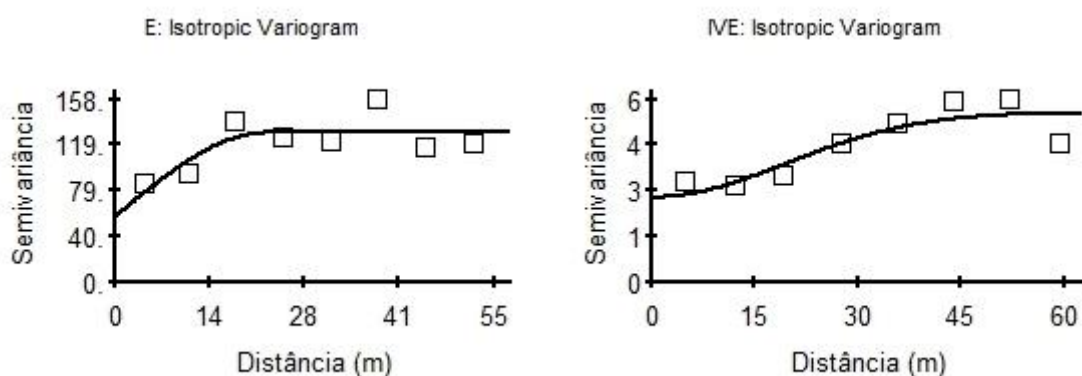 E: Isotropic Variogram
Semivariância
158.
119.
79.
40.
0.
0 14 28 41 55
Distância (m)
IVE: Isotropic Variogram
Semivariância
6
4
3
1
0
0 15 30 45 60
Distância (m)